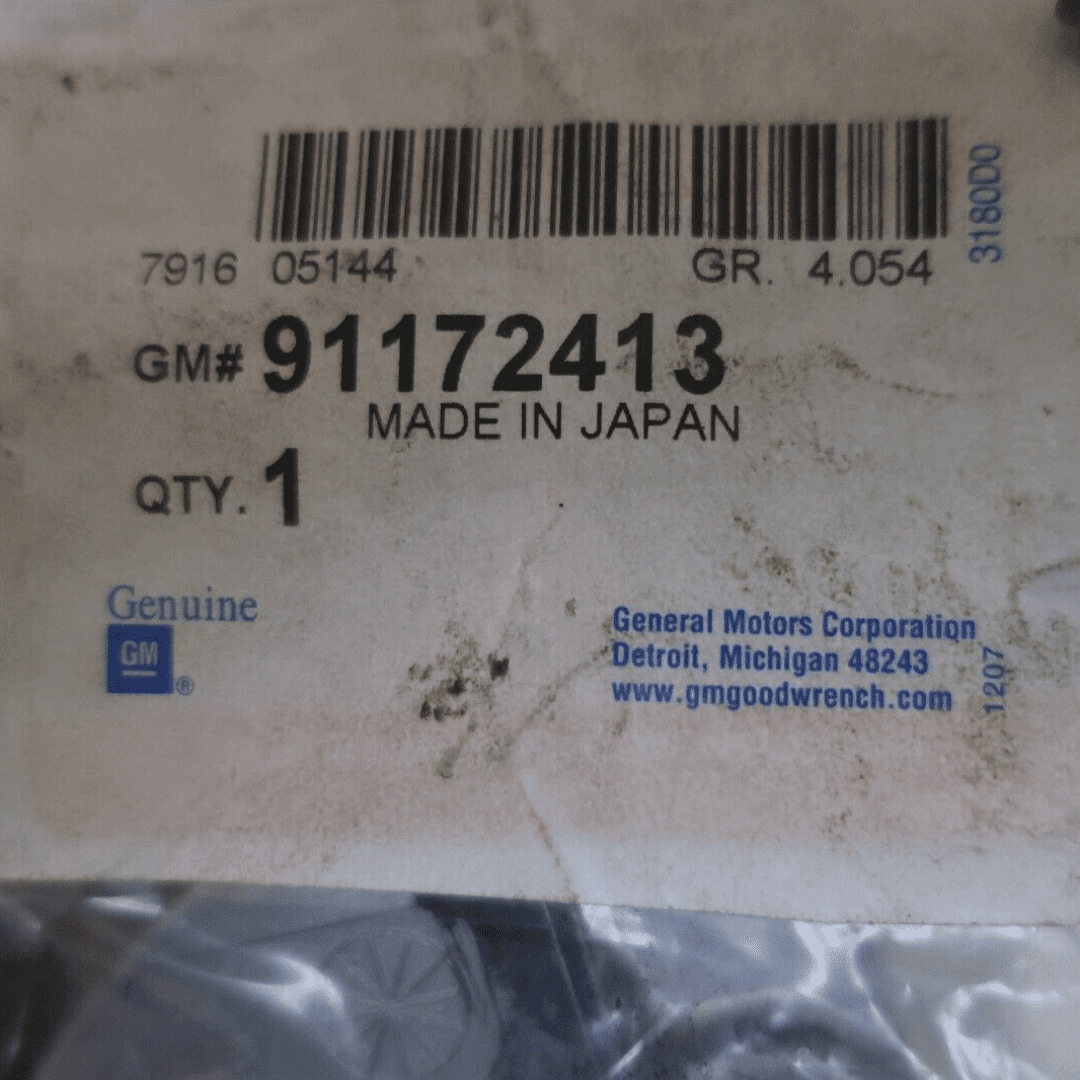 3180D0
7916 05144 GR. 4.054
GM# 91172413
MADE IN JAPAN
QTY. 1
Genuine
GM ®
General Motors Corporation
Detroit, Michigan 48243
www.gmgoodwrench.com
1207